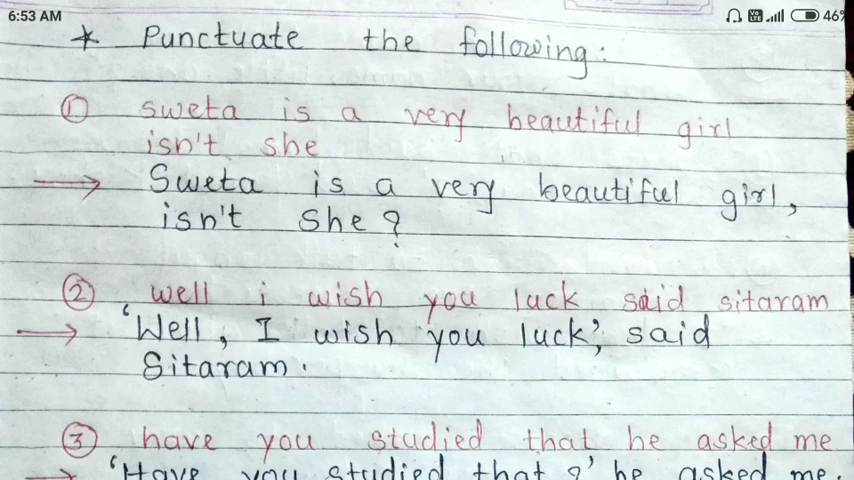 6:53 AM
46%
* Punctuate the following:
① sweta is a very beautiful girl
isn't she
→ Sweta is a very beautiful girl,
isn't she?
② well i wish you luck said sitaram
→ 'Well, I wish you luck', said
Sitaram.
③ have you studied that he asked me
→ 'Have you studied that?' he asked me.